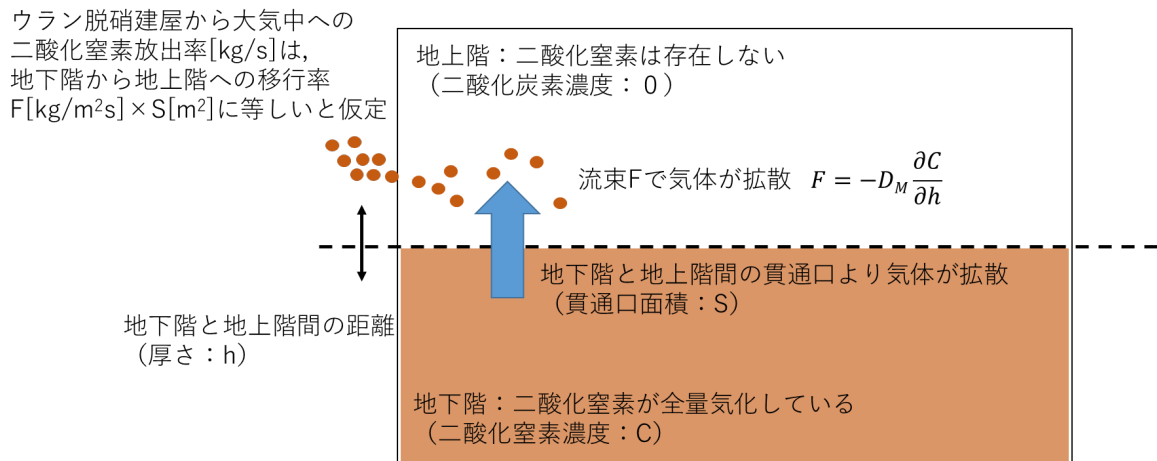 ウラン脱硝建屋から大気中への
二酸化窒素放出率[kg/s]は,
地下階から地上階への移行率
F[kg/m²s]×S[m²]に等しいと仮定
地上階：二酸化窒素は存在しない
（二酸化炭素濃度：０）
流束Fで気体が拡散 F = −D_M ∂C/∂h
地下階と地上階間の貫通口より気体が拡散
（貫通口面積：S）
地下階と地上階間の距離
（厚さ：h）
地下階：二酸化窒素が全量気化している
（二酸化窒素濃度：C）